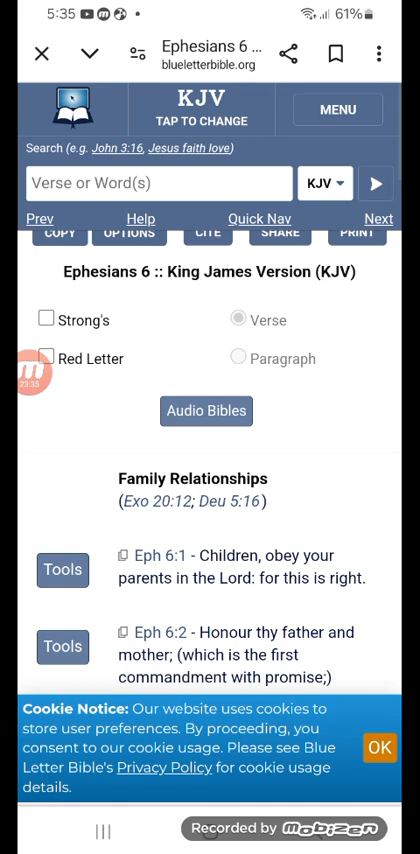 5:35 61%
Ephesians 6 ...
blueletterbible.org
KJV
TAP TO CHANGE
MENU
Search (e.g. John 3:16, Jesus faith love)
Verse or Word(s) KJV
Prev Help Quick Nav Next
COPY OPTIONS CITE SHARE PRINT
Ephesians 6 :: King James Version (KJV)
Strong's Verse
Red Letter Paragraph
23:35
Audio Bibles
Family Relationships
(Exo 20:12; Deu 5:16)
Tools Eph 6:1 - Children, obey your
parents in the Lord: for this is right.
Tools Eph 6:2 - Honour thy father and
mother; (which is the first
commandment with promise;)
Cookie Notice: Our website uses cookies to
store user preferences. By proceeding, you
consent to our cookie usage. Please see Blue
Letter Bible's Privacy Policy for cookie usage
details.
OK
Recorded by mobizen